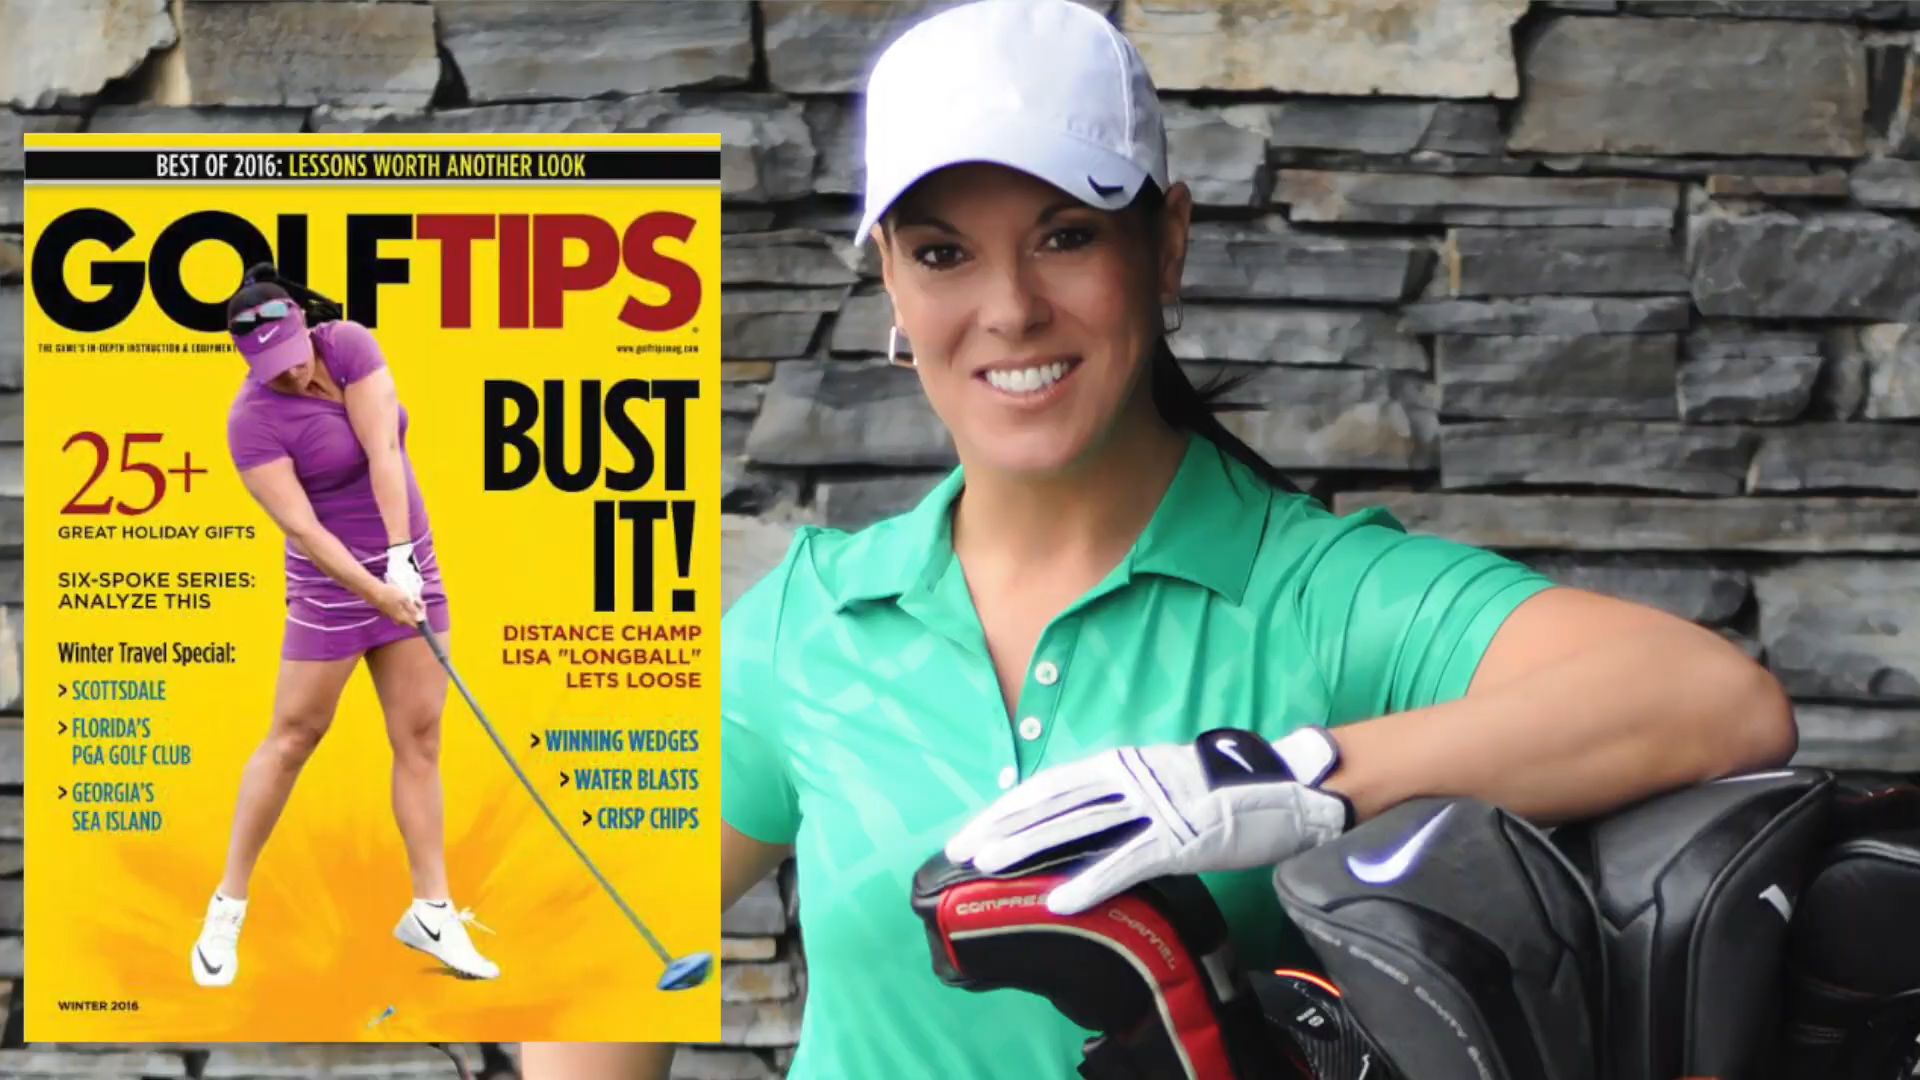 BEST OF 2016: LESSONS WORTH ANOTHER LOOK
GOLFTIPS
THE GAME'S IN-DEPTH INSTRUCTION & EQUIPMENT
www.golftipsmag.com
BUST
IT!
DISTANCE CHAMP
LISA "LONGBALL"
LETS LOOSE
> WINNING WEDGES
> WATER BLASTS
> CRISP CHIPS
25+
GREAT HOLIDAY GIFTS
SIX-SPOKE SERIES:
ANALYZE THIS
Winter Travel Special:
> SCOTTSDALE
> FLORIDA'S
PGA GOLF CLUB
> GEORGIA'S
SEA ISLAND
WINTER 2016
CHANNEL